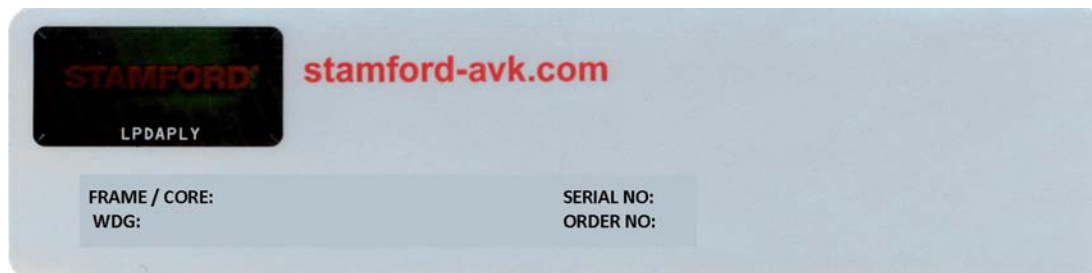 STAMFORD
stamford-avk.com
LPDAPLY
FRAME / CORE: SERIAL NO:
WDG: ORDER NO: